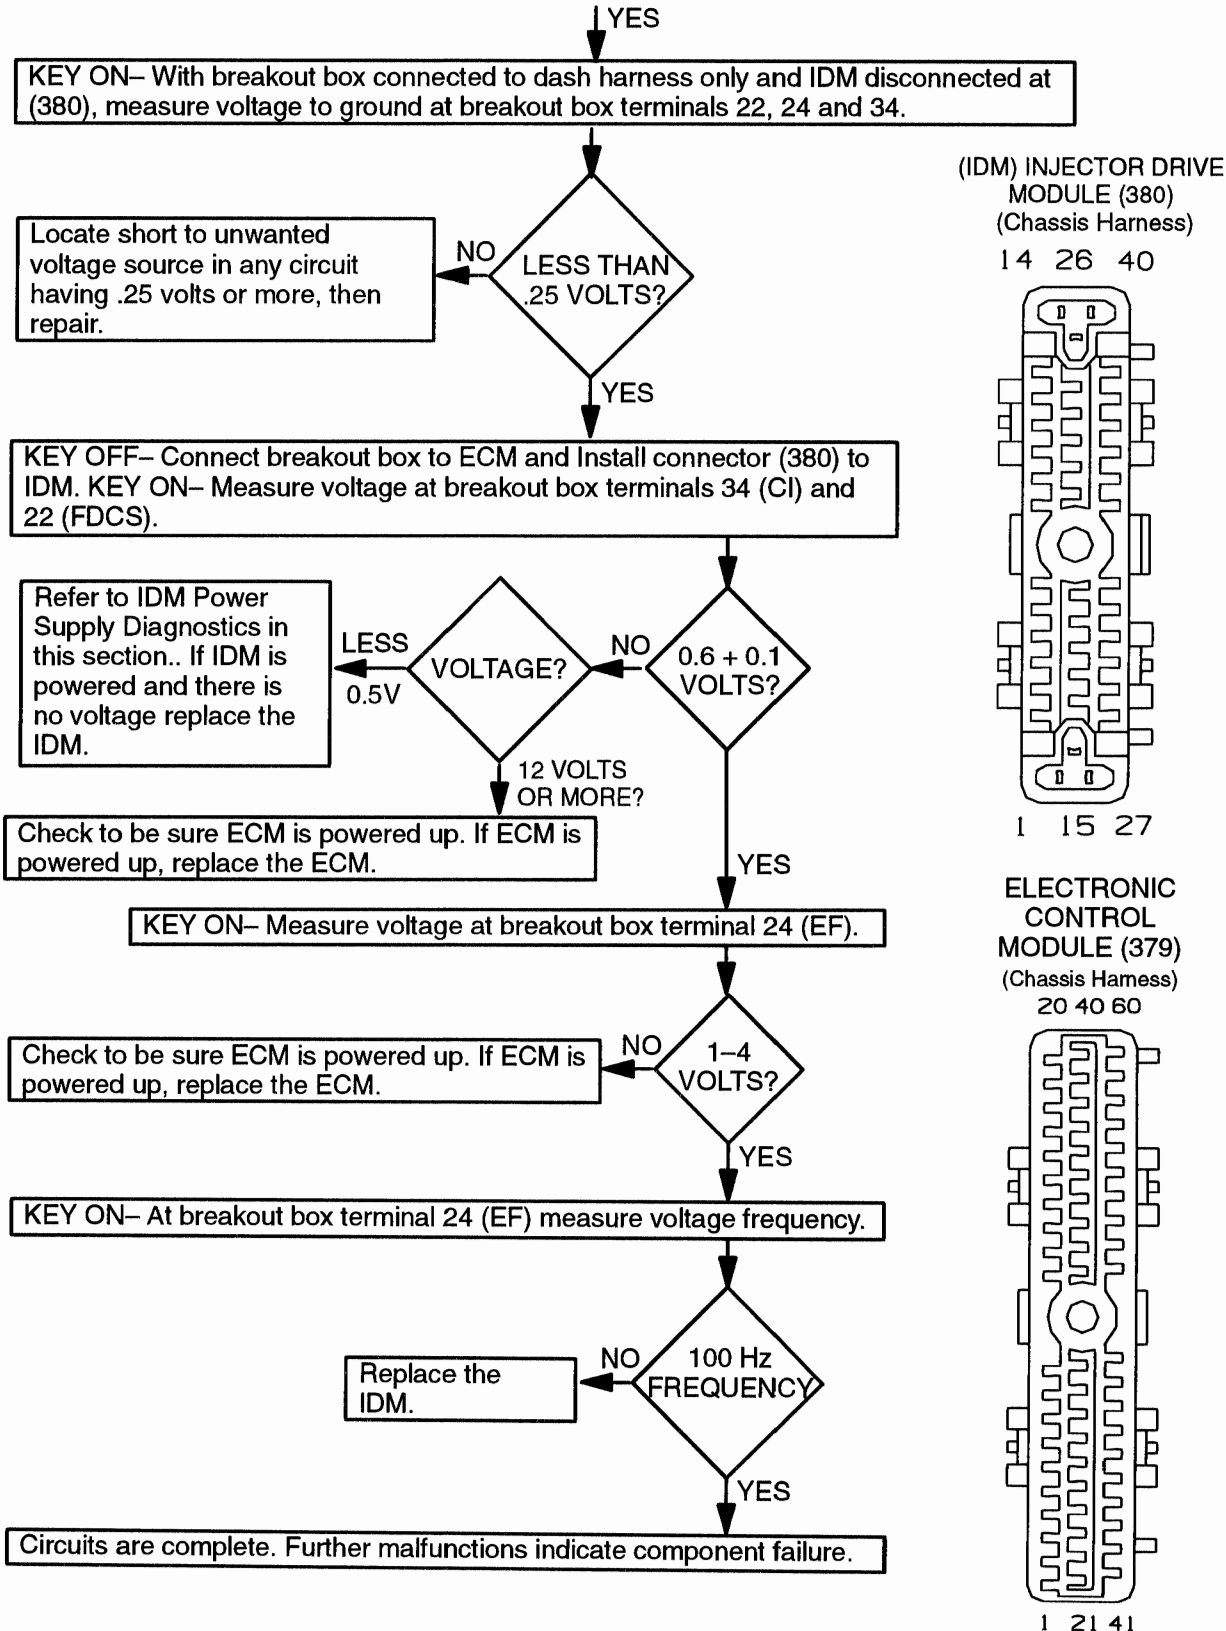 YES
KEY ON– With breakout box connected to dash harness only and IDM disconnected at
(380), measure voltage to ground at breakout box terminals 22, 24 and 34.
LESS THAN
.25 VOLTS?
NO
Locate short to unwanted
voltage source in any circuit
having .25 volts or more, then
repair.
YES
KEY OFF– Connect breakout box to ECM and Install connector (380) to
IDM. KEY ON– Measure voltage at breakout box terminals 34 (CI) and
22 (FDCS).
0.6 + 0.1
VOLTS?
NO
VOLTAGE?
LESS
0.5V
Refer to IDM Power
Supply Diagnostics in
this section.. If IDM is
powered and there is
no voltage replace the
IDM.
12 VOLTS
OR MORE?
Check to be sure ECM is powered up. If ECM is
powered up, replace the ECM.
YES
KEY ON– Measure voltage at breakout box terminal 24 (EF).
1–4
VOLTS?
NO
Check to be sure ECM is powered up. If ECM is
powered up, replace the ECM.
YES
KEY ON– At breakout box terminal 24 (EF) measure voltage frequency.
100 Hz
FREQUENCY
NO
Replace the
IDM.
YES
Circuits are complete. Further malfunctions indicate component failure.
(IDM) INJECTOR DRIVE
MODULE (380)
(Chassis Harness)
14 26 40
1 15 27
ELECTRONIC
CONTROL
MODULE (379)
(Chassis Harness)
20 40 60
1 21 41